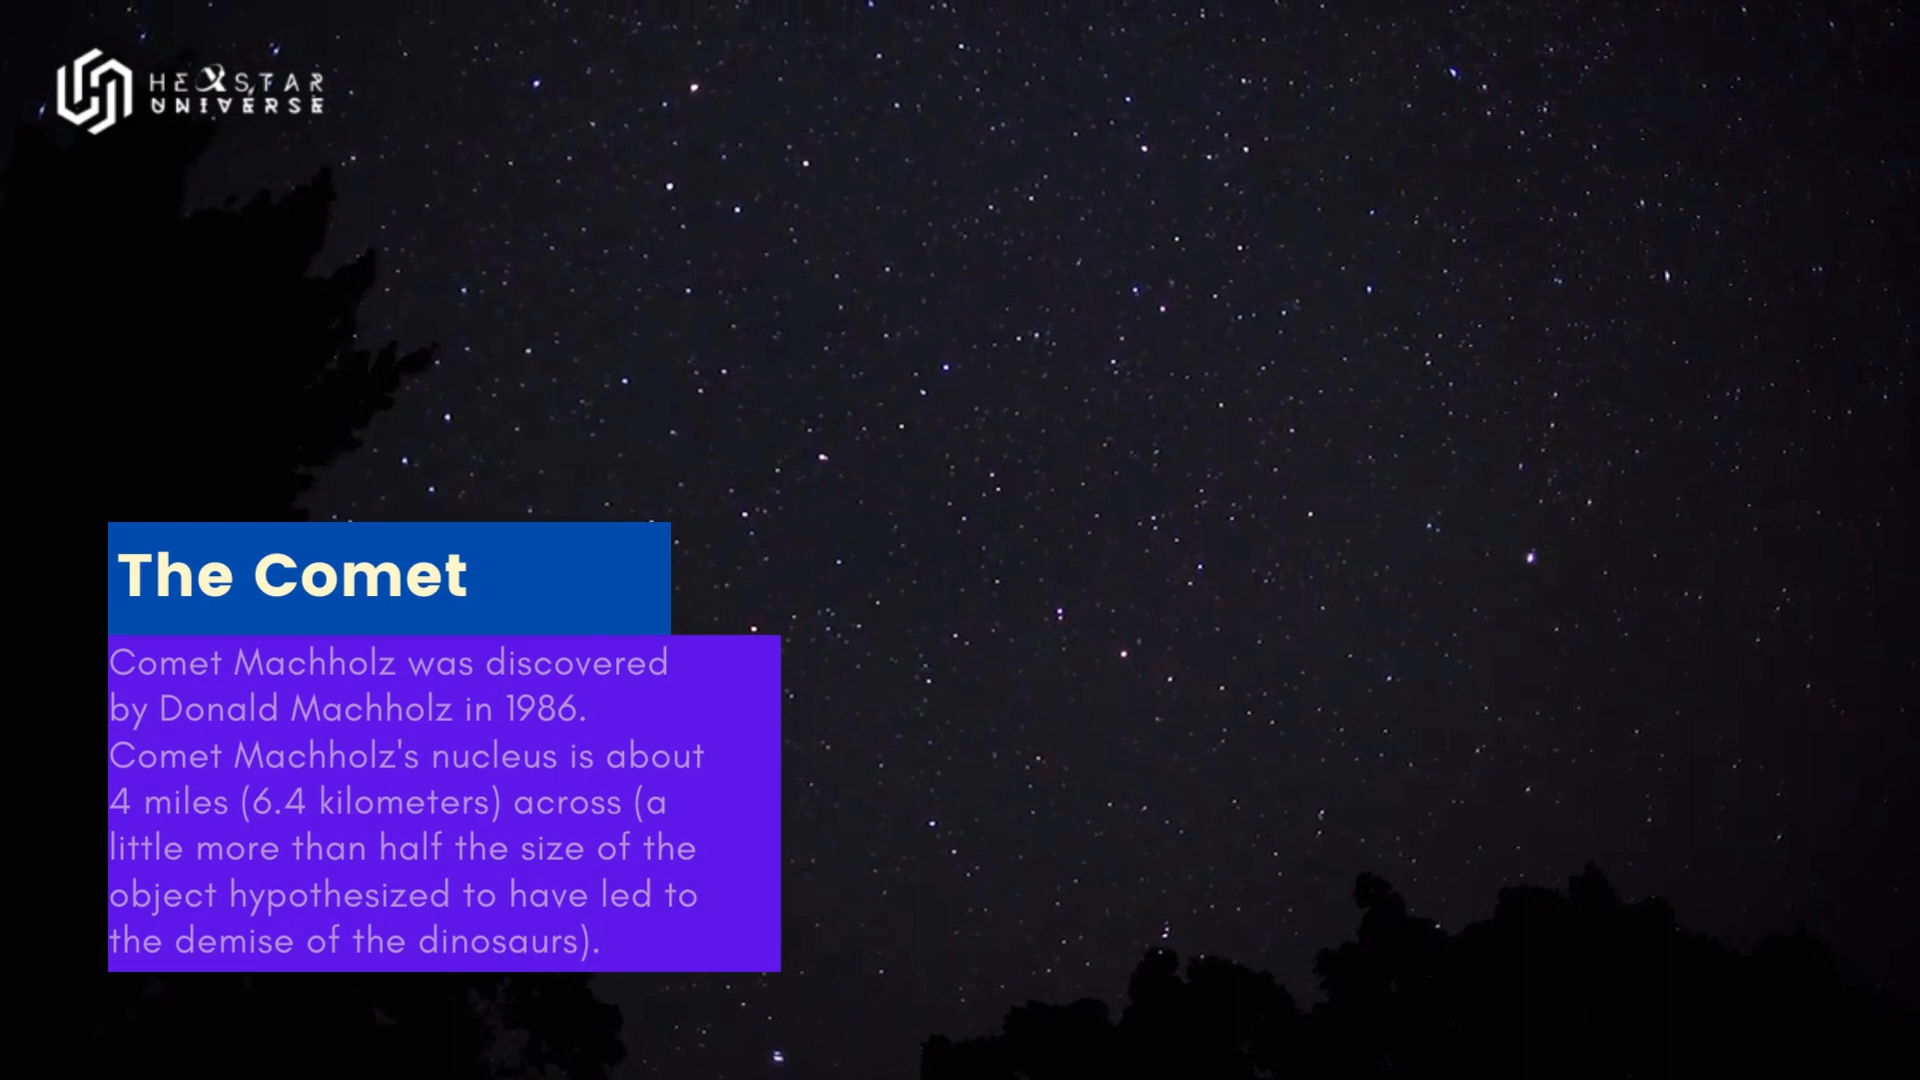 HEXSTAR
UNIVERSE
The Comet
Comet Machholz was discovered
by Donald Machholz in 1986.
Comet Machholz's nucleus is about
4 miles (6.4 kilometers) across (a
little more than half the size of the
object hypothesized to have led to
the demise of the dinosaurs).